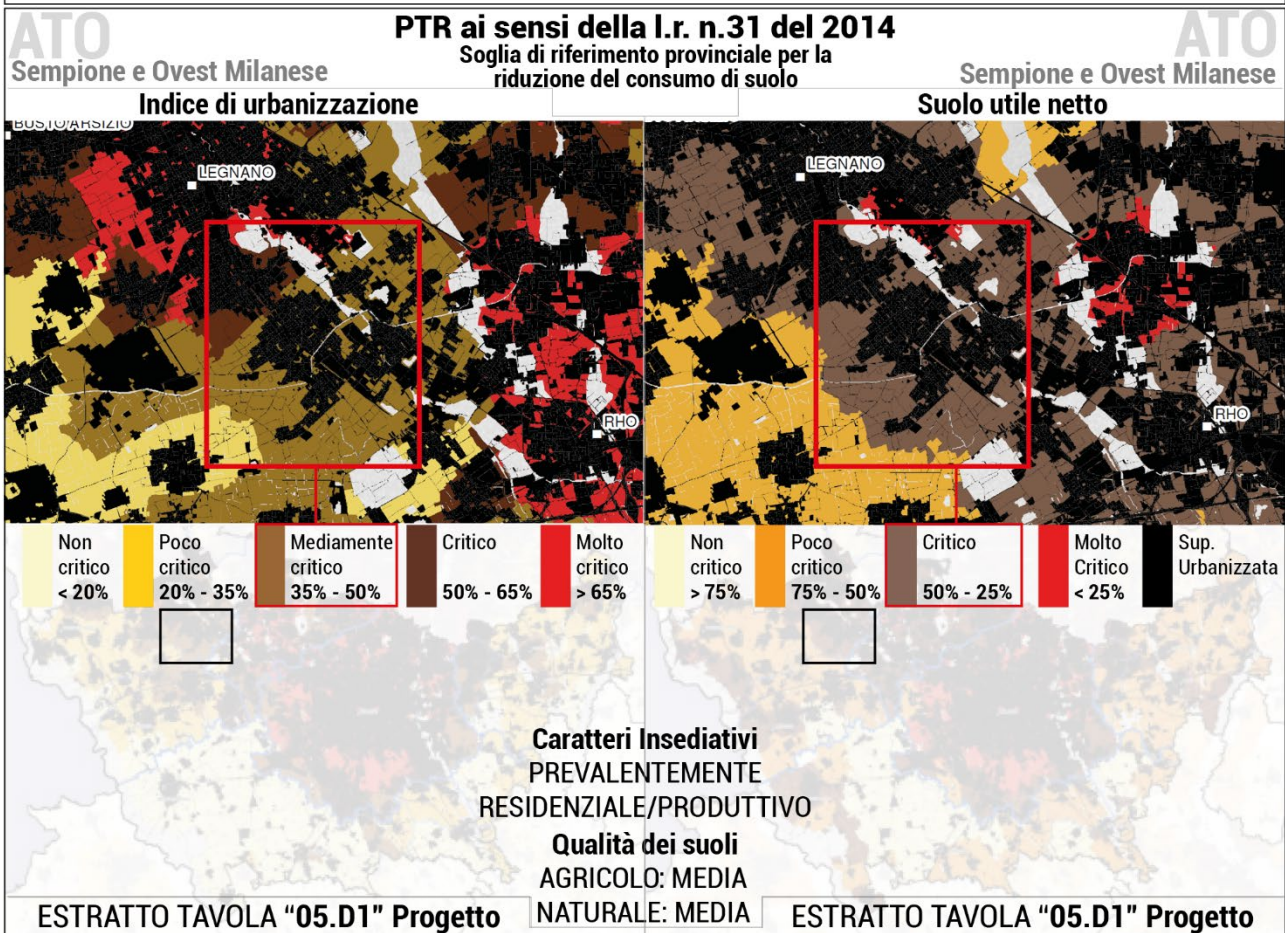 PTR ai sensi della l.r. n.31 del 2014
Soglia di riferimento provinciale per la
riduzione del consumo di suolo
ATO
Sempione e Ovest Milanese
ATO
Sempione e Ovest Milanese
Indice di urbanizzazione
Suolo utile netto
BUSTO ARSIZIO
LEGNANO
RHO
LEGNANO
RHO
Non
critico
< 20%
Poco
critico
20% - 35%
Mediamente
critico
35% - 50%
Critico
50% - 65%
Molto
critico
> 65%
Non
critico
> 75%
Poco
critico
75% - 50%
Critico
50% - 25%
Molto
Critico
< 25%
Sup.
Urbanizzata
Caratteri Insediativi
PREVALENTEMENTE
RESIDENZIALE/PRODUTTIVO
Qualità dei suoli
AGRICOLO: MEDIA
NATURALE: MEDIA
ESTRATTO TAVOLA “05.D1” Progetto
ESTRATTO TAVOLA “05.D1” Progetto